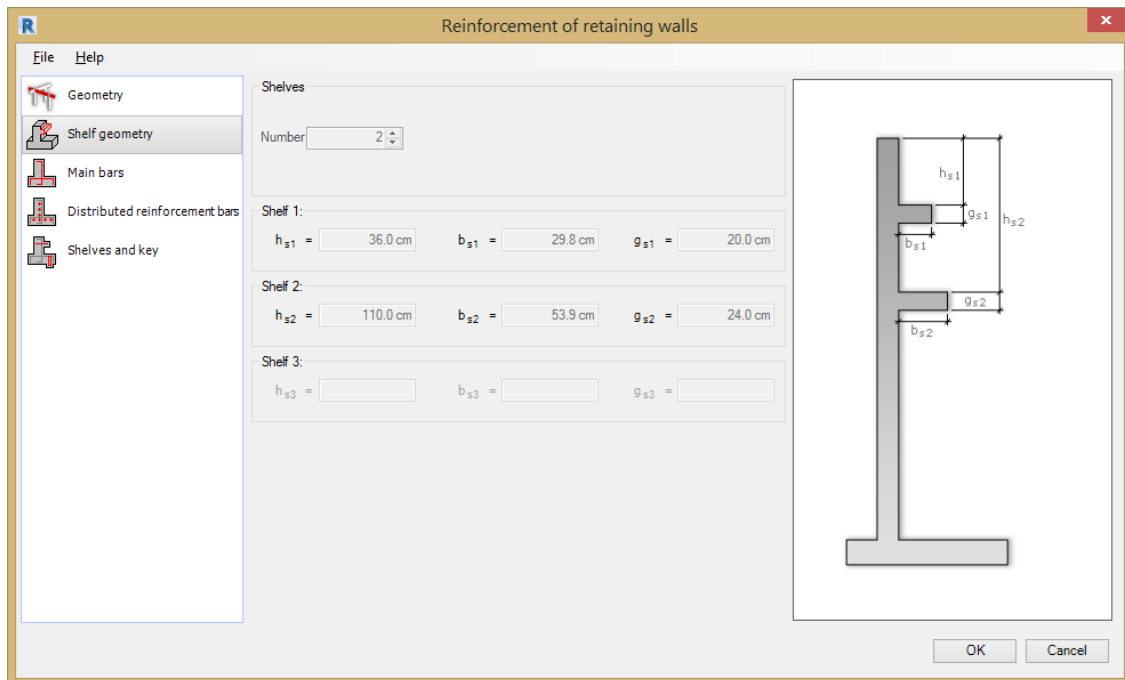 R
Reinforcement of retaining walls
x
File Help
Geometry
Shelf geometry
Main bars
Distributed reinforcement bars
Shelves and key
Shelves
Number 2
Shelf 1:
hs1 = 36.0 cm bs1 = 29.8 cm gs1 = 20.0 cm
Shelf 2:
hs2 = 110.0 cm bs2 = 53.9 cm gs2 = 24.0 cm
Shelf 3:
hs3 = bs3 = gs3 =
hs1
gs1
hs2
bs1
gs2
bs2
OK Cancel